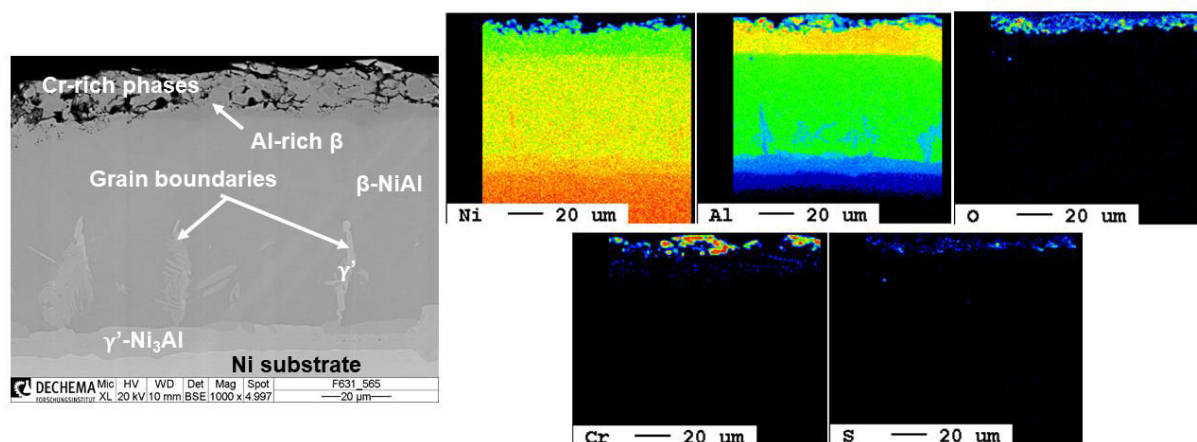 Cr-rich phases
Al-rich β
Grain boundaries
β-NiAl
γ'
γ'-Ni₃Al
Ni substrate
DECHEMA
FORSCHUNGSINSTITUT
Mic HV WD Det Mag Spot F631_565
XL 20 kV 10 mm BSE 1000 x 4.997 20 µm
Ni 20 um
Al 20 um
O 20 um
Cr 20 um
S 20 um